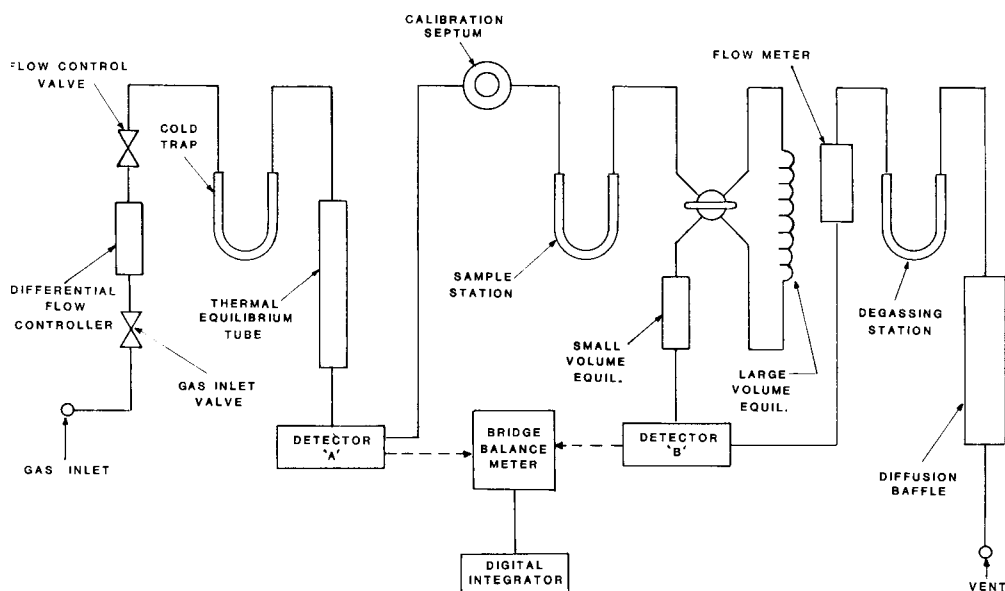 CALIBRATION
SEPTUM
FLOW CONTROL
VALVE
FLOW METER
COLD
TRAP
DIFFERENTIAL
FLOW
CONTROLLER
THERMAL
EQUILIBRIUM
TUBE
SAMPLE
STATION
DEGASSING
STATION
SMALL
VOLUME
EQUIL.
LARGE
VOLUME
EQUIL.
GAS INLET
VALVE
GAS INLET
DETECTOR
'A'
BRIDGE
BALANCE
METER
DETECTOR
'B'
DIFFUSION
BAFFLE
DIGITAL
INTEGRATOR
VENT